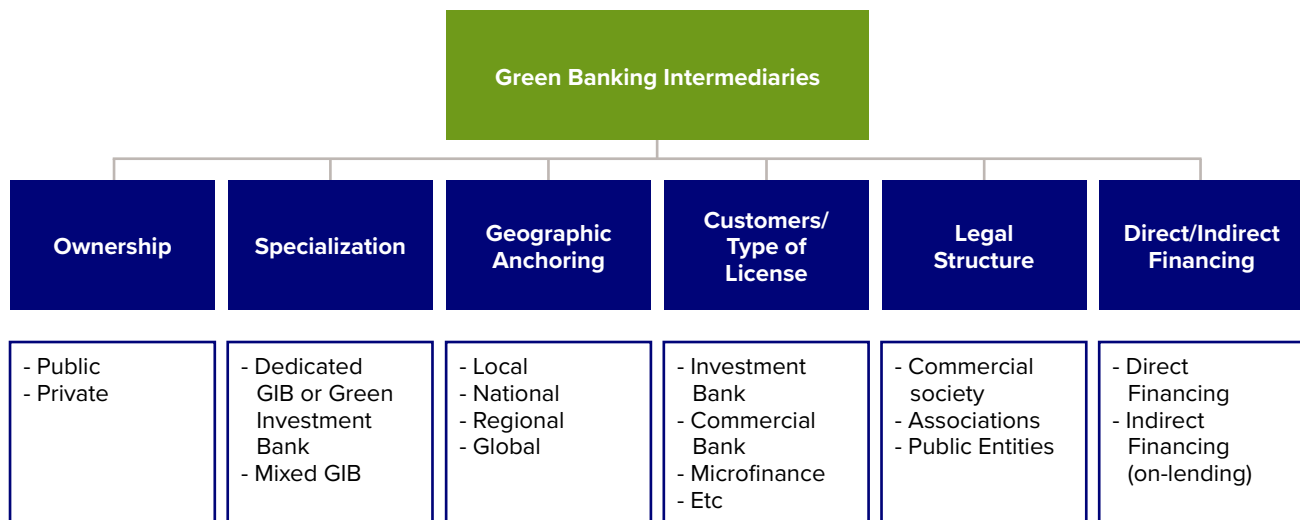 Green Banking Intermediaries
Ownership
Specialization
Geographic
Anchoring
Customers/
Type of
License
Legal
Structure
Direct/Indirect
Financing
- Public
- Private
- Dedicated
GIB or Green
Investment
Bank
- Mixed GIB
- Local
- National
- Regional
- Global
- Investment
Bank
- Commercial
Bank
- Microfinance
- Etc
- Commercial
society
- Associations
- Public Entities
- Direct
Financing
- Indirect
Financing
(on-lending)